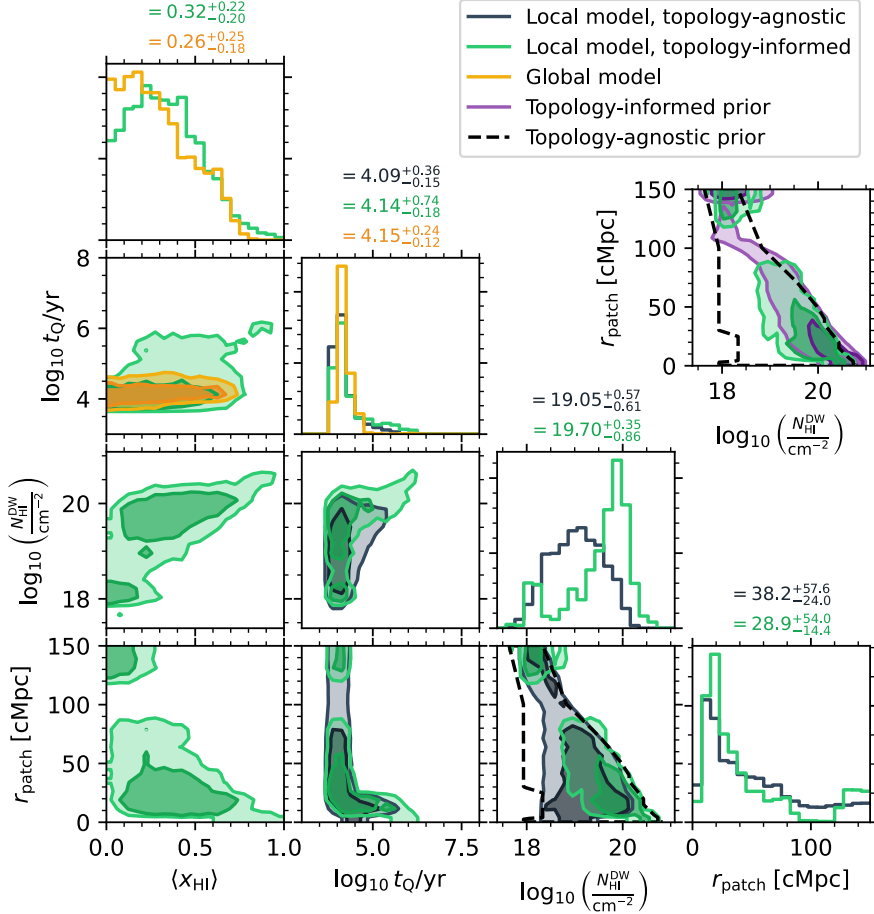 = 0.32 +0.22 −0.20
= 0.26 +0.25 −0.18
Local model, topology-agnostic
Local model, topology-informed
Global model
Topology-informed prior
Topology-agnostic prior
= 4.09 +0.36 −0.15
= 4.14 +0.74 −0.18
= 4.15 +0.24 −0.12
150
100
50
0
r_patch [cMpc]
18 20
log10 (N_HI^DW / cm−2)
8
6
4
log10 tQ/yr
= 19.05 +0.57 −0.61
= 19.70 +0.35 −0.86
20
18
log10 (N_HI^DW / cm−2)
= 38.2 +57.6 −24.0
= 28.9 +54.0 −14.4
150
100
50
0
r_patch [cMpc]
0.0 0.5 1.0
⟨xHI⟩
5.0 7.5
log10 tQ/yr
18 20
log10 (N_HI^DW / cm−2)
0 100
r_patch [cMpc]